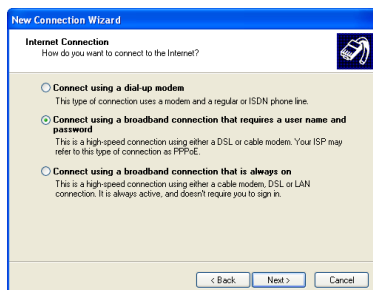 New Connection Wizard
Internet Connection
How do you want to connect to the Internet?
Connect using a dial-up modem
This type of connection uses a modem and a regular or ISDN phone line.
Connect using a broadband connection that requires a user name and
password
This is a high-speed connection using either a DSL or cable modem. Your ISP may
refer to this type of connection as PPPoE.
Connect using a broadband connection that is always on
This is a high-speed connection using either a cable modem, DSL or LAN
connection. It is always active, and doesn't require you to sign in.
< Back
Next >
Cancel